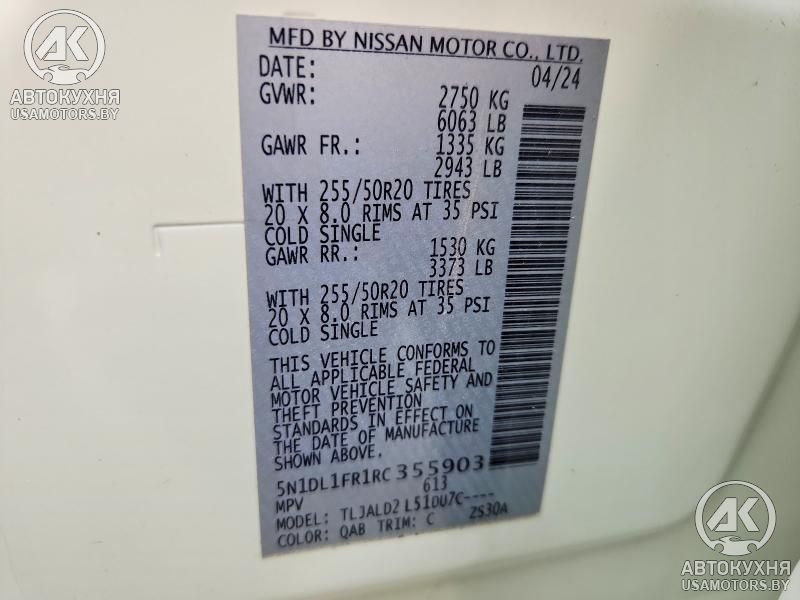 AK
АВТОКУХНЯ
USAMOTORS.BY
MFD BY NISSAN MOTOR CO., LTD.
DATE: 04/24
GVWR: 2750 KG
6063 LB
GAWR FR.: 1335 KG
2943 LB
WITH 255/50R20 TIRES
20 X 8.0 RIMS AT 35 PSI
COLD SINGLE
GAWR RR.: 1530 KG
3373 LB
WITH 255/50R20 TIRES
20 X 8.0 RIMS AT 35 PSI
COLD SINGLE
THIS VEHICLE CONFORMS TO
ALL APPLICABLE FEDERAL
MOTOR VEHICLE SAFETY AND
THEFT PREVENTION
STANDARDS IN EFFECT ON
THE DATE OF MANUFACTURE
SHOWN ABOVE.
5N1DL1FR1RC355903
MPV 613
MODEL: TLJALD2 L51DU7C----
COLOR: QAB TRIM: C ZS30A
AK
АВТОКУХНЯ
USAMOTORS.BY